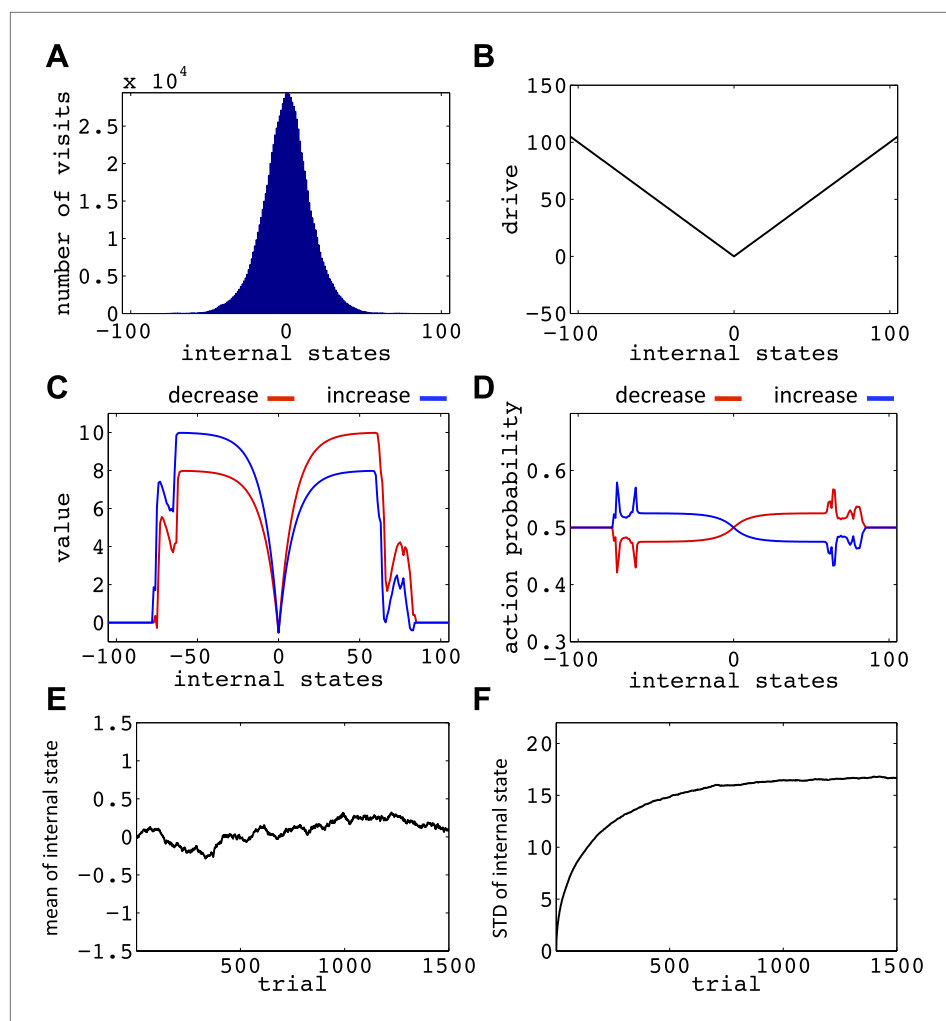 A
x 10^4
number of visits
2.5
2
1.5
1
0.5
0
−100 0 100
internal states
B
drive
150
100
50
0
−50
−100 0 100
internal states
C
decrease increase
value
10
8
6
4
2
0
−100 −50 0 50 100
internal states
D
decrease increase
action probability
0.6
0.5
0.4
0.3
−100 0 100
internal states
E
mean of internal state
1.5
1
0.5
0
−0.5
−1
−1.5
500 1000 1500
trial
F
STD of internal state
20
15
10
5
0
500 1000 1500
trial